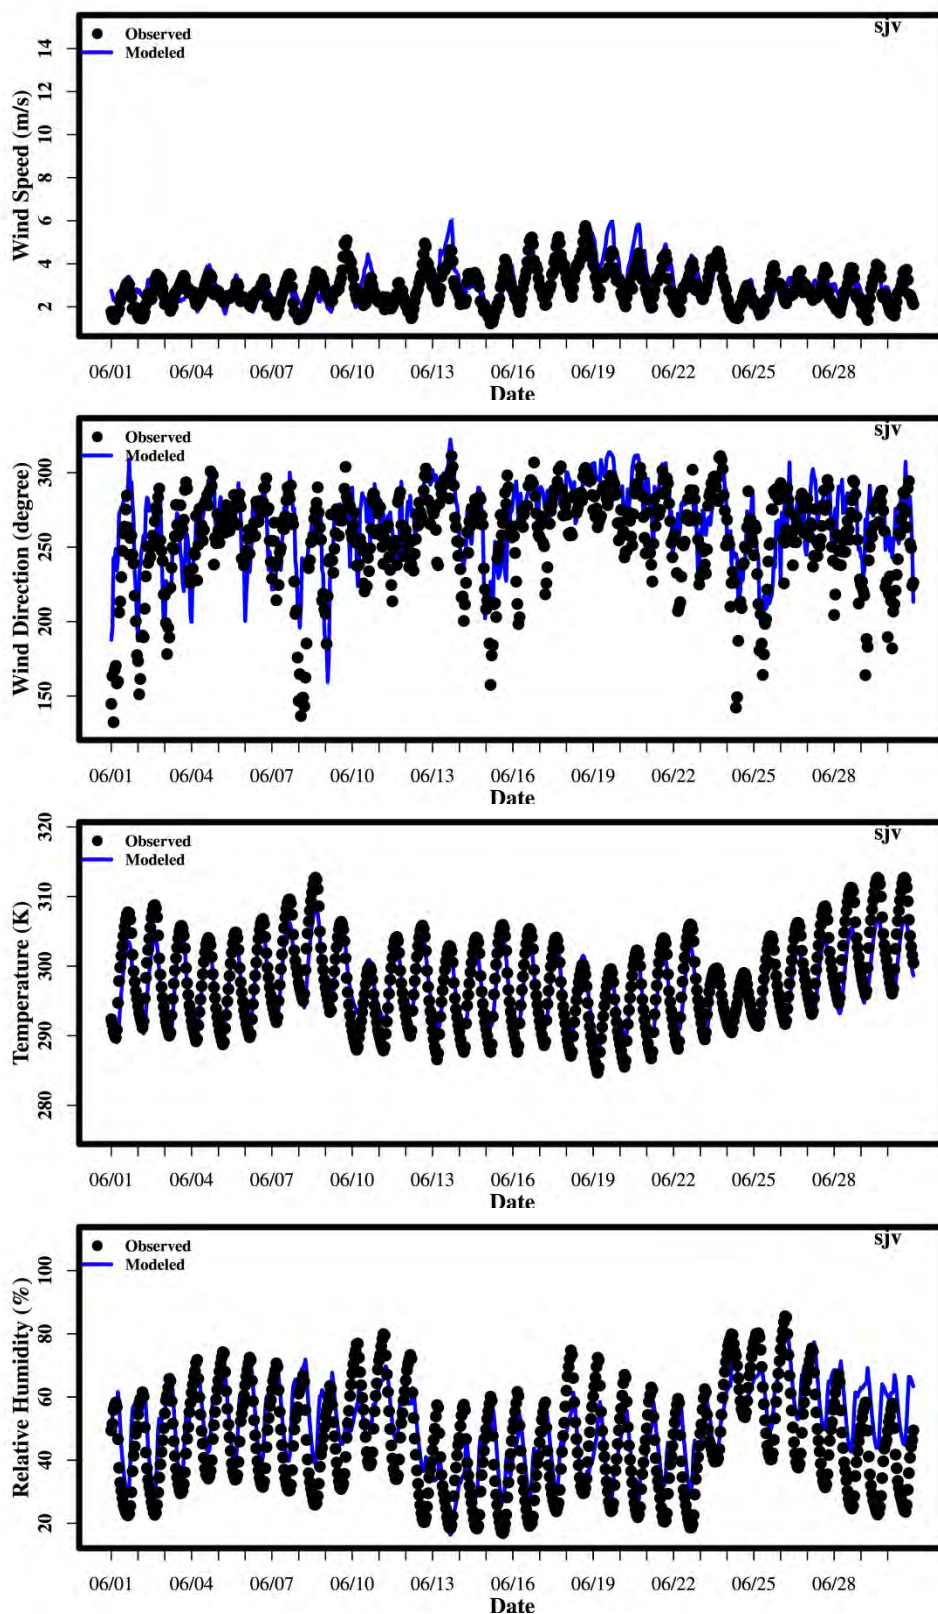 sjv
Observed
Modeled
Wind Speed (m/s)
2 4 6 8 10 12 14
06/01 06/04 06/07 06/10 06/13 06/16 06/19 06/22 06/25 06/28
Date
sjv
Observed
Modeled
Wind Direction (degree)
150 200 250 300
06/01 06/04 06/07 06/10 06/13 06/16 06/19 06/22 06/25 06/28
Date
sjv
Observed
Modeled
Temperature (K)
280 290 300 310 320
06/01 06/04 06/07 06/10 06/13 06/16 06/19 06/22 06/25 06/28
Date
sjv
Observed
Modeled
Relative Humidity (%)
20 40 60 80 100
06/01 06/04 06/07 06/10 06/13 06/16 06/19 06/22 06/25 06/28
Date